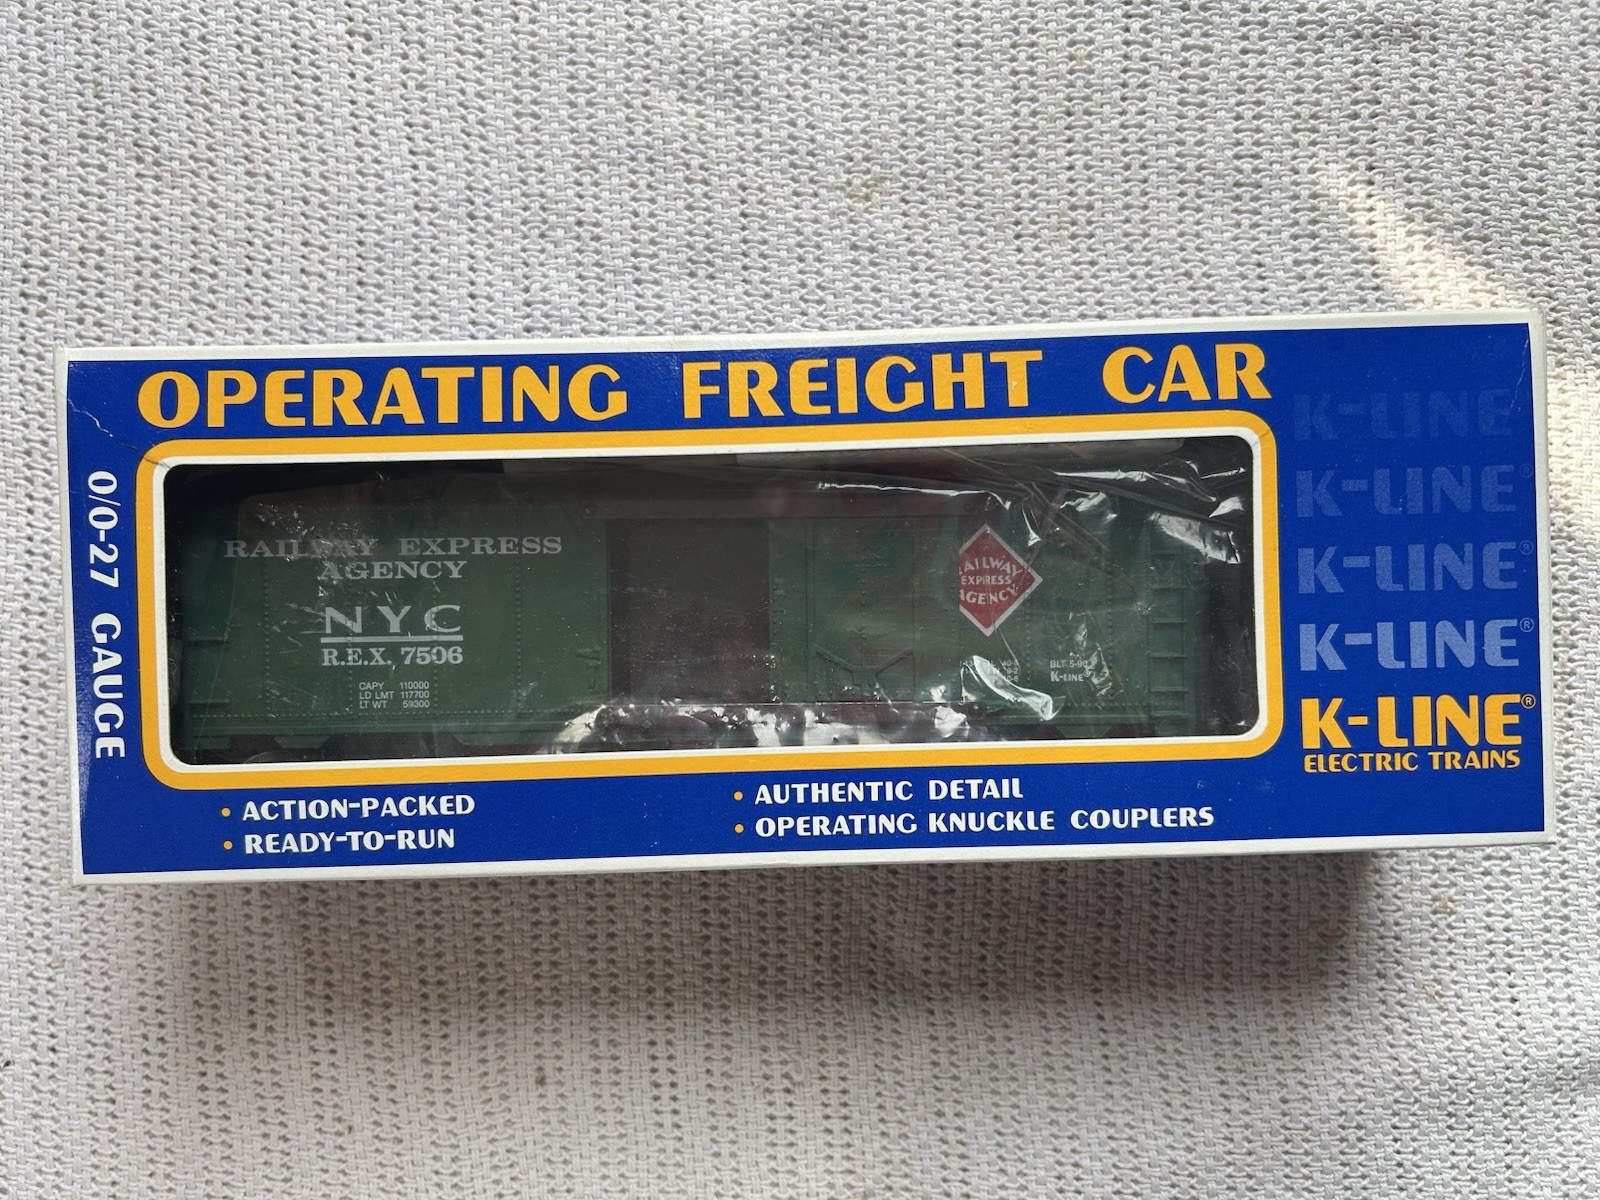 OPERATING FREIGHT CAR
O/O-27 GAUGE
RAILWAY EXPRESS
AGENCY
NYC
R.E.X. 7506
CAPY 110000
LD LMT 117700
LT WT 59300
RAILWAY
EXPRESS
AGENCY
BLT 5-90
K-LINE
K-LINE
K-LINE®
K-LINE®
K-LINE®
K-LINE®
ELECTRIC TRAINS
• ACTION-PACKED
• READY-TO-RUN
• AUTHENTIC DETAIL
• OPERATING KNUCKLE COUPLERS